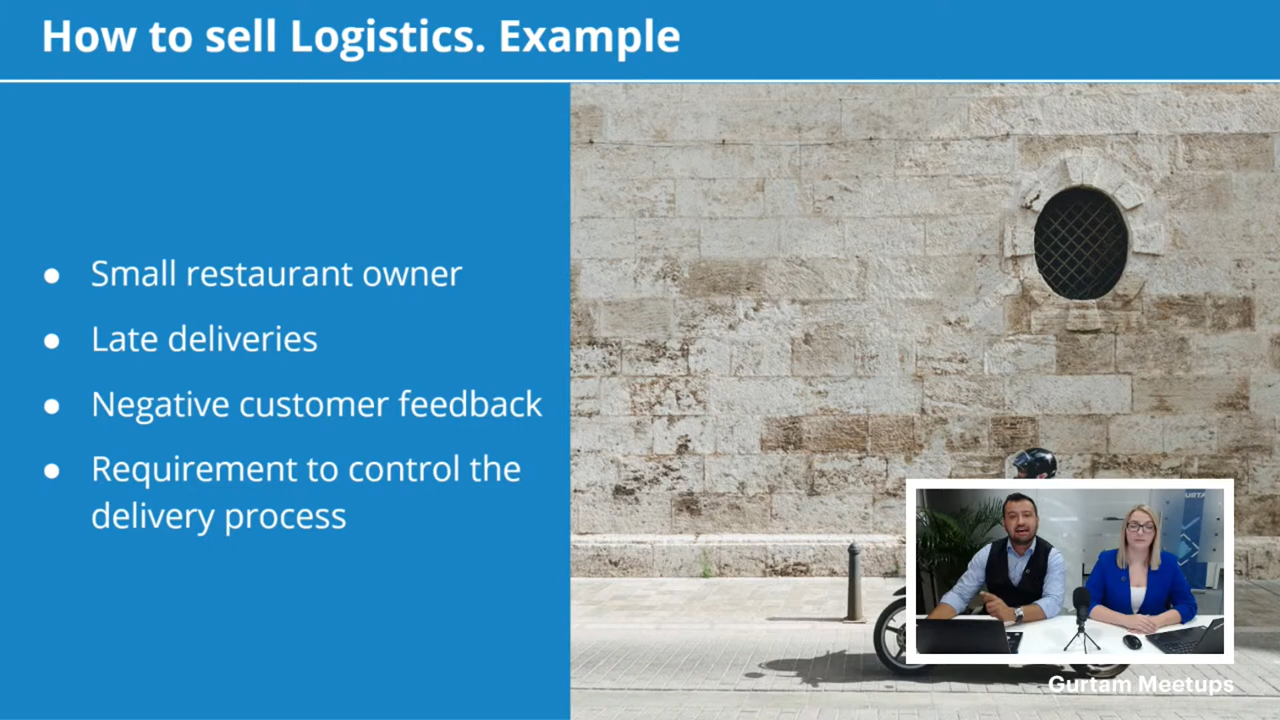 How to sell Logistics. Example
● Small restaurant owner
● Late deliveries
● Negative customer feedback
● Requirement to control the
delivery process
Gurtam Meetups